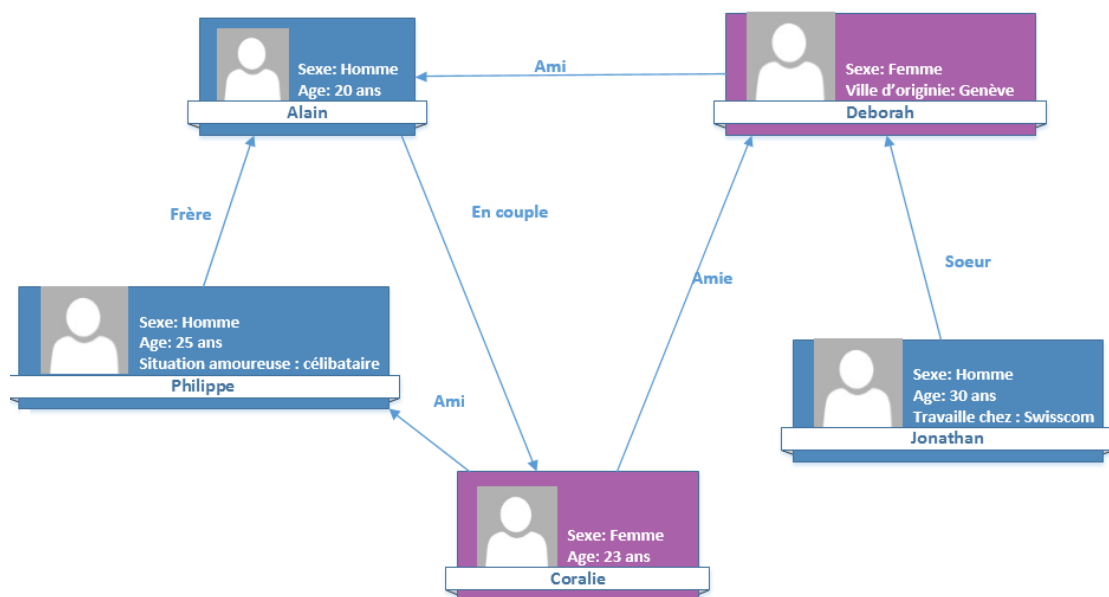 Sexe: Homme
Age: 20 ans
Alain
Ami
Sexe: Femme
Ville d'originie: Genève
Deborah
Frère
En couple
Amie
Soeur
Sexe: Homme
Age: 25 ans
Situation amoureuse : célibataire
Philippe
Ami
Sexe: Homme
Age: 30 ans
Travaille chez : Swisscom
Jonathan
Sexe: Femme
Age: 23 ans
Coralie